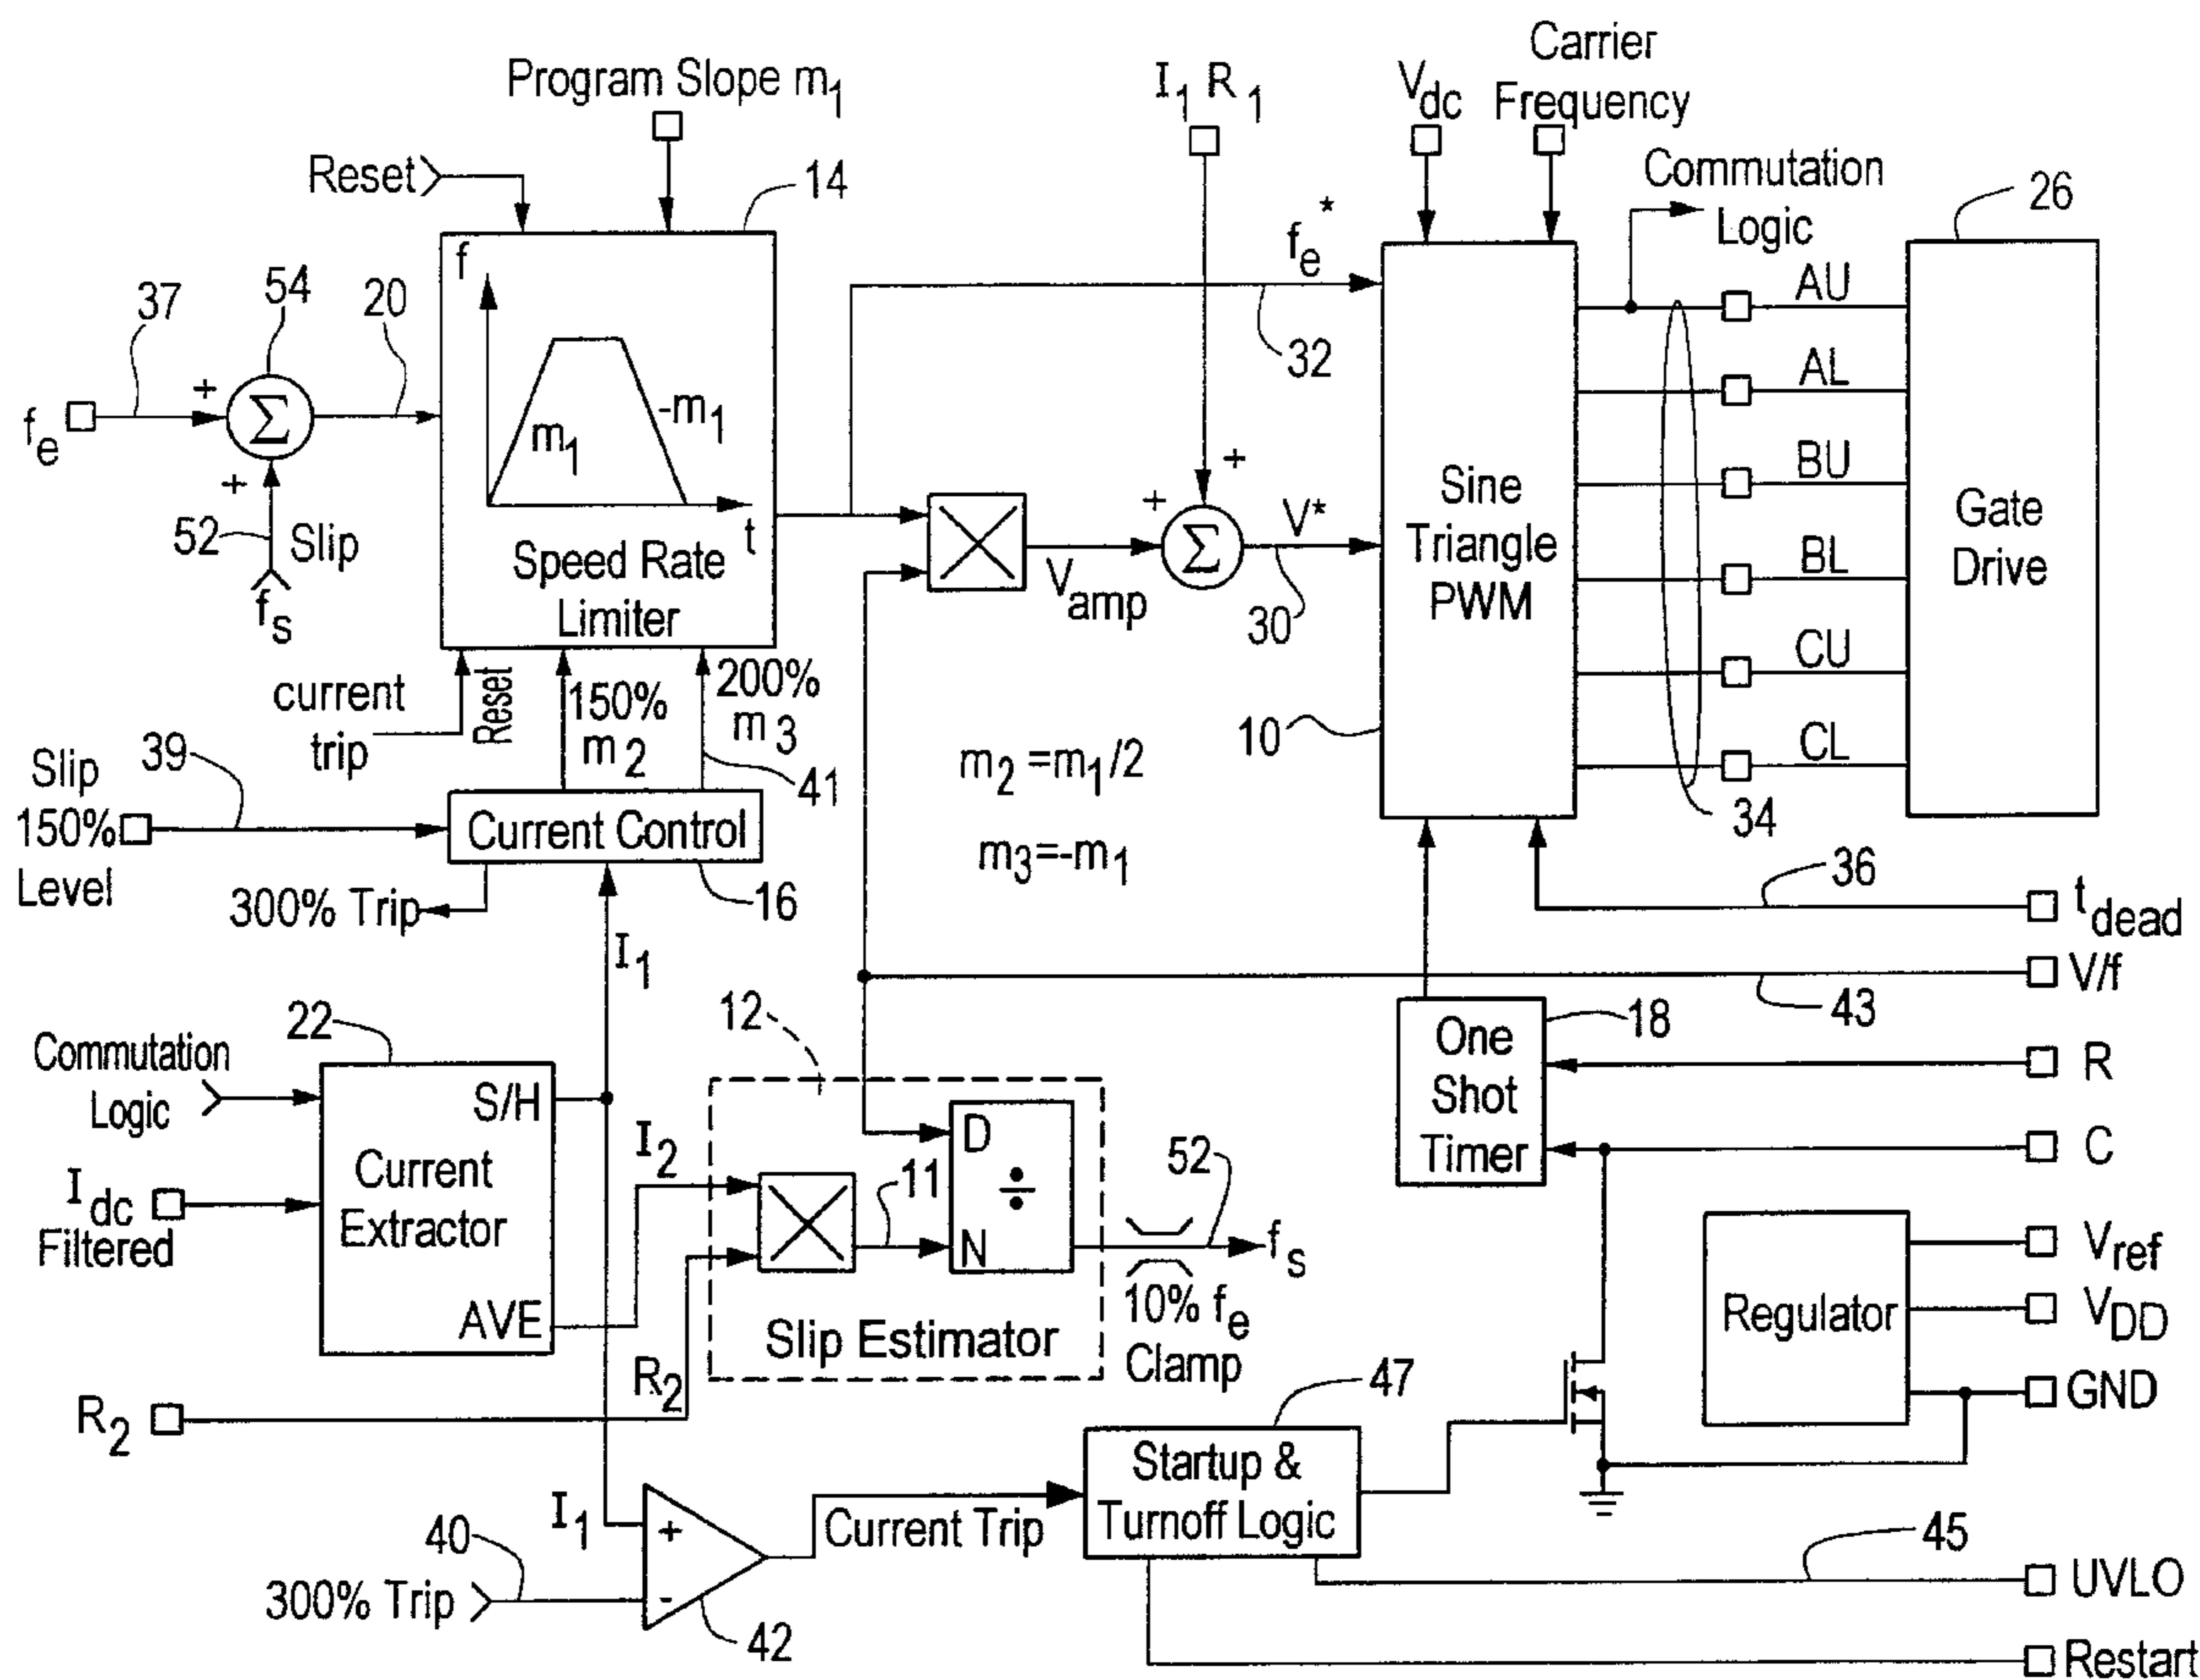 Carrier
Frequency
Program Slope m1
I1 R1
Vdc
Reset
14
Commutation
Logic
26
f
fe*
54
37
20
AU
32
AL
+
m1
-m1
fe
Σ
+
+
BU
Sine
Triangle
PWM
Gate
Drive
+
V*
52
Slip
t
Σ
BL
Speed Rate
Limiter
Vamp
30
fs
CU
current
trip
Reset
150%
m2
200%
m3
10
m2 =m1/2
CL
39
Slip
150%
Level
41
Current Control
34
m3=-m1
36
300% Trip
16
tdead
I1
V/f
22
12
43
Commutation
Logic
One
Shot
Timer
18
S/H
R
D
I2
52
C
Current
Extractor
11
÷
Idc
Filtered
N
fs
Vref
AVE
10% fe
Clamp
Regulator
VDD
Slip Estimator
R2
47
GND
R2
Startup &
Turnoff Logic
I1
+
Current Trip
40
45
300% Trip
-
UVLO
42
Restart